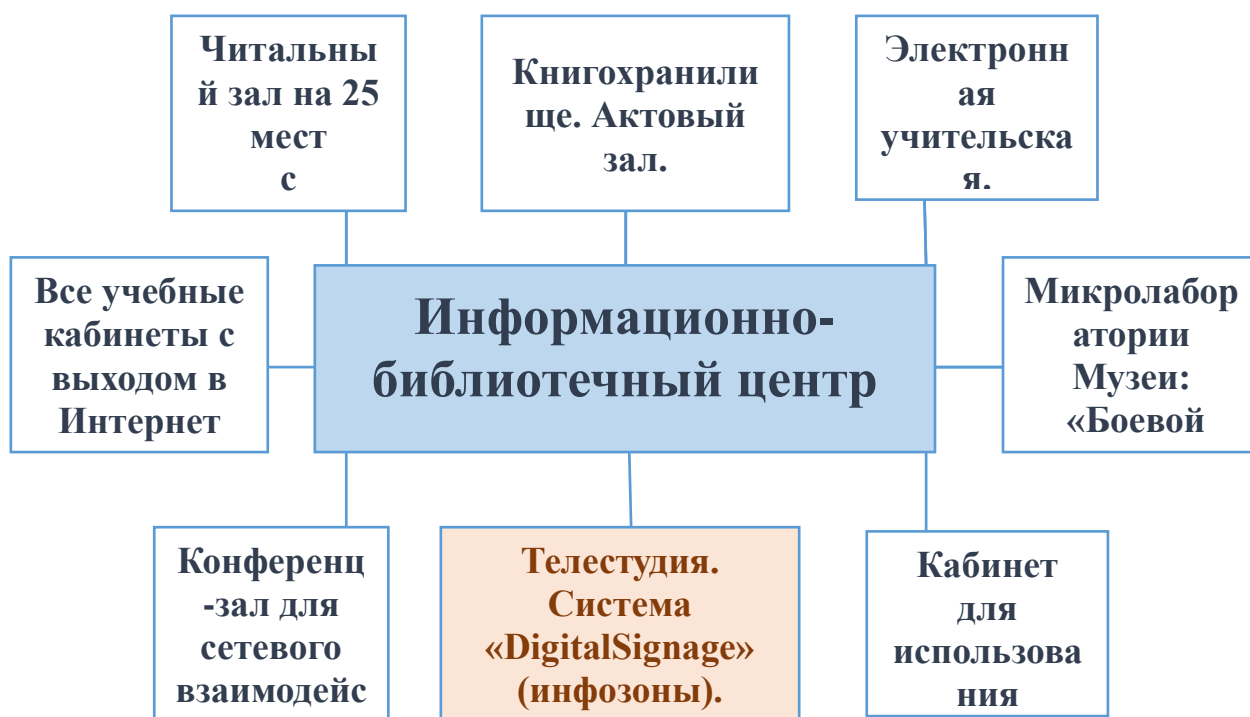 Читальны
й зал на 25
мест
с
Книгохранили
ще. Актовый
зал.
Электронн
ая
учительска
я.
Все учебные
кабинеты с
выходом в
Интернет
Информационно-
библиотечный центр
Микролабор
атории
Музеи:
«Боевой
Конференц
-зал для
сетевого
взаимодейс
Телестудия.
Система
«DigitalSignage»
(инфозоны).
Кабинет
для
использова
ния